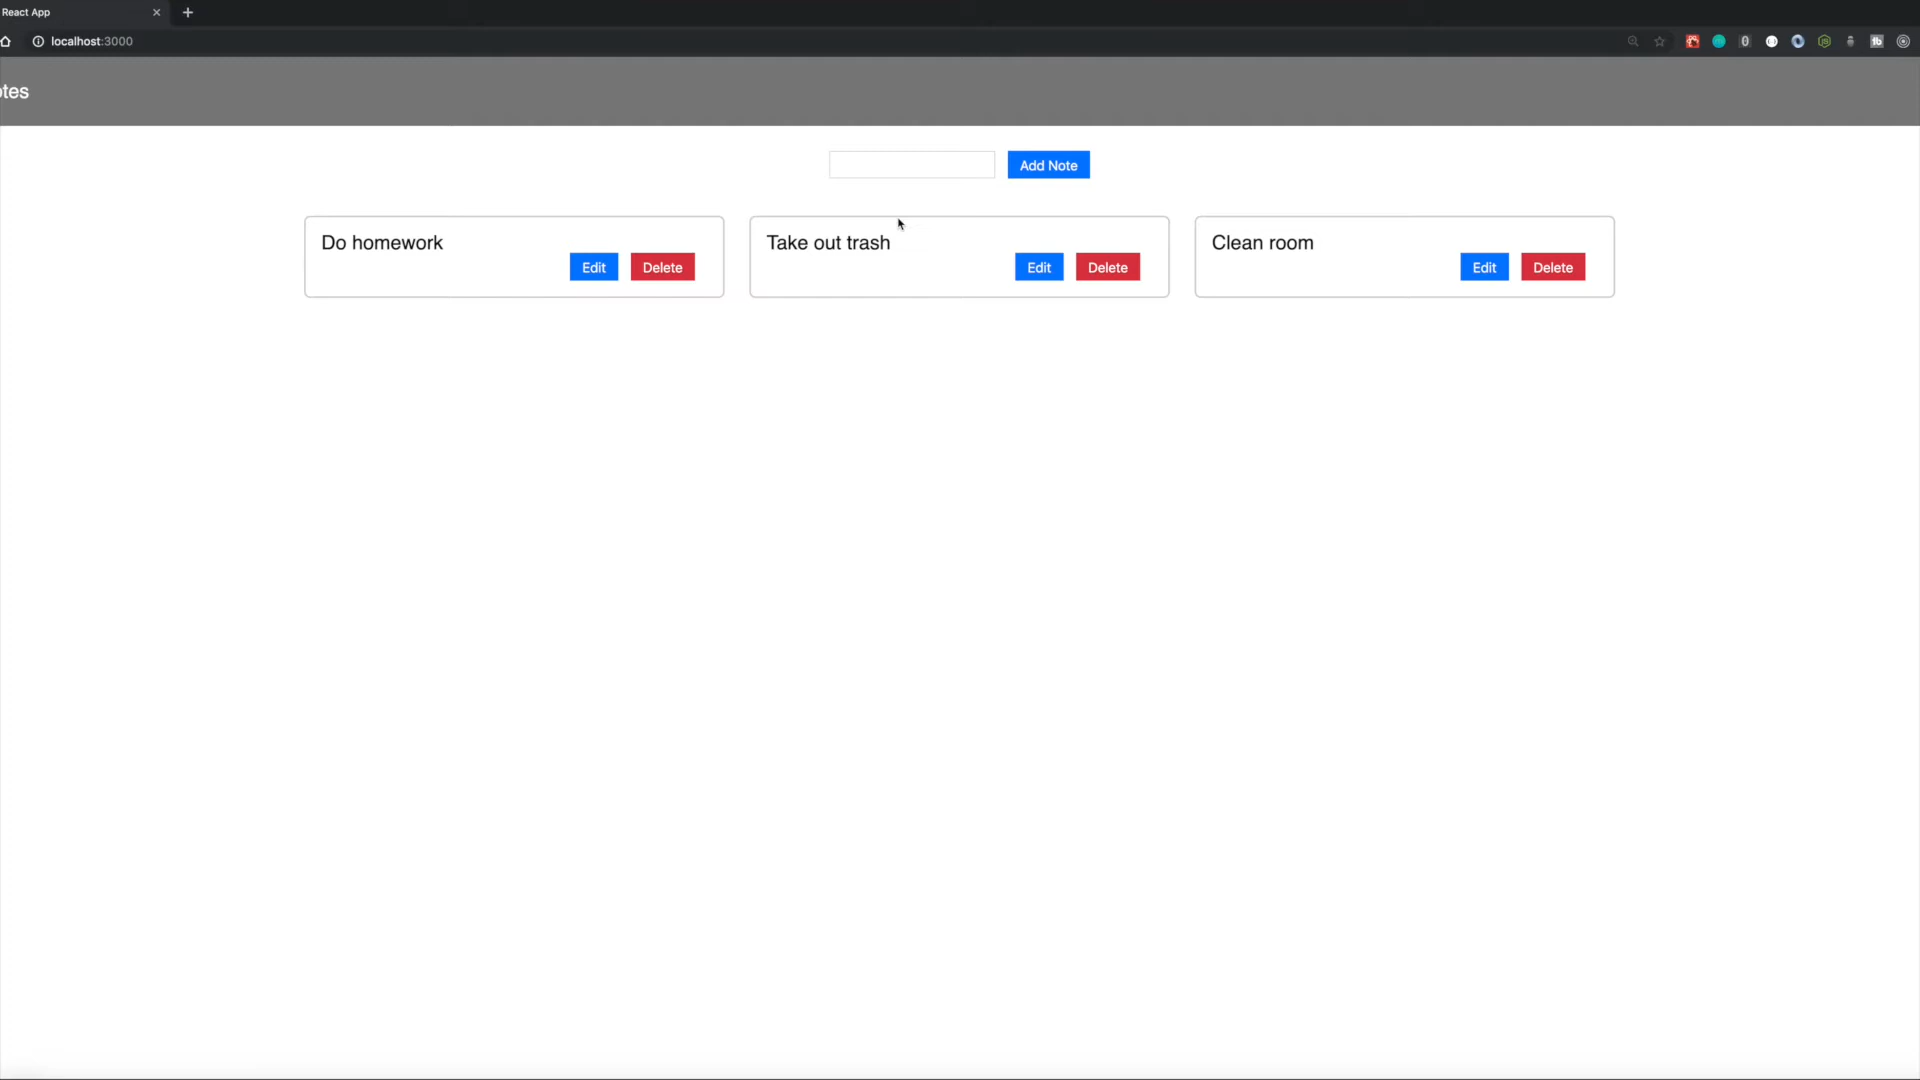 React App
localhost:3000
otes
Add Note
Do homework
Edit Delete
Take out trash
Edit Delete
Clean room
Edit Delete